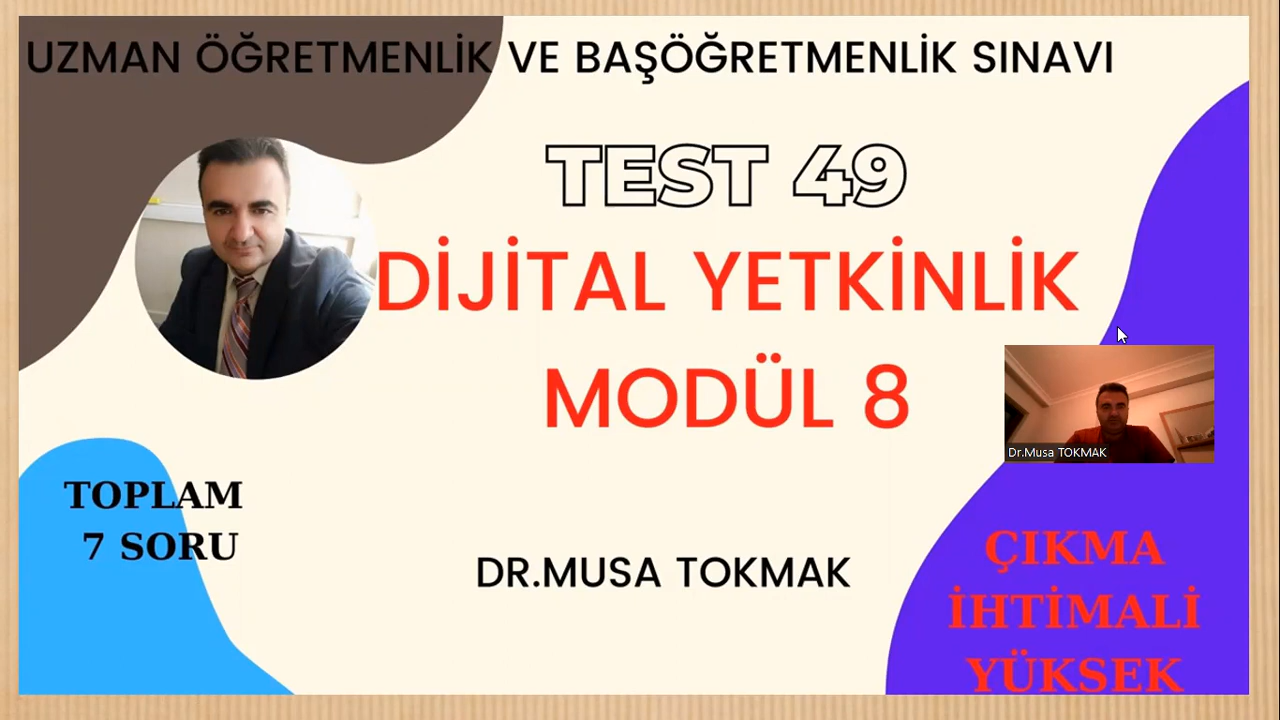 UZMAN ÖĞRETMENLİK VE BAŞÖĞRETMENLİK SINAVI
TEST 49
DİJİTAL YETKİNLİK
MODÜL 8
Dr.Musa TOKMAK
TOPLAM
7 SORU
DR.MUSA TOKMAK
ÇIKMA
İHTİMALİ
YÜKSEK